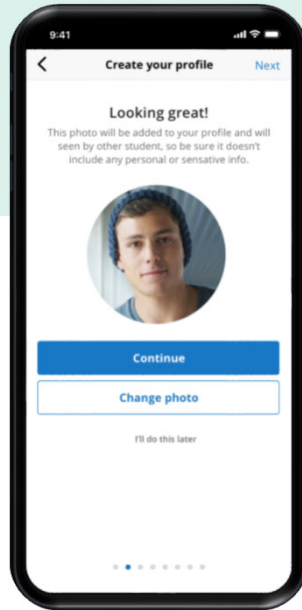 9:41
Create your profile
Next
Looking great!
This photo will be added to your profile and will
seen by other student, so be sure it doesn't
include any personal or sensative info.
Continue
Change photo
I'll do this later